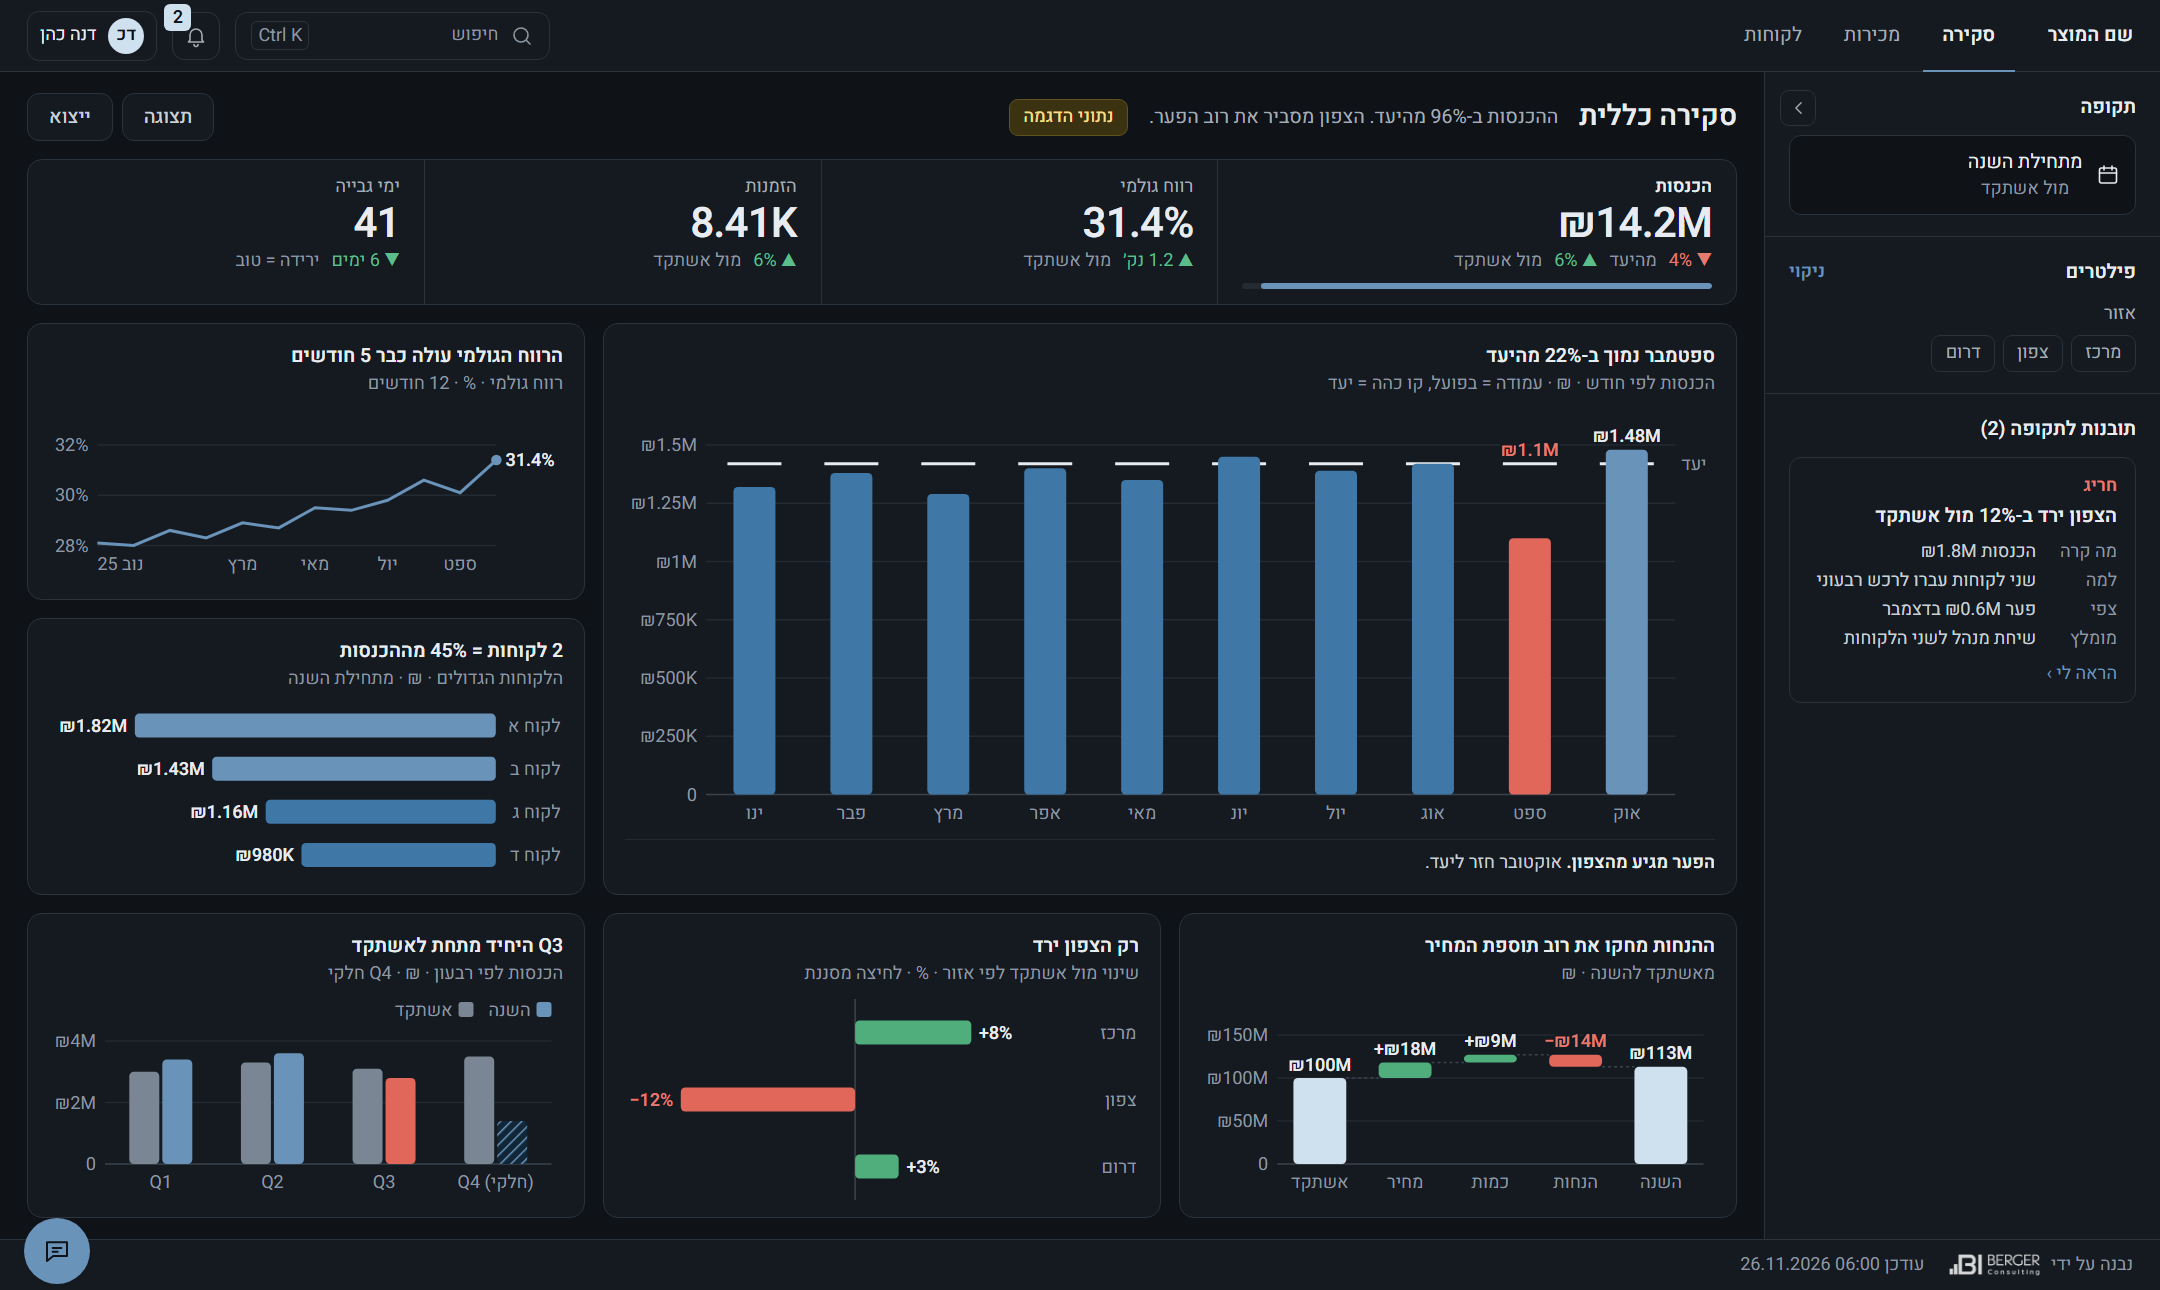 שם המוצר
סקירה
מכירות
לקוחות
חיפוש
Ctrl K
2
דכ
דנה כהן
תקופה
מתחילת השנה
מול אשתקד
פילטרים
ניקוי
אזור
מרכז
צפון
דרום
תובנות לתקופה (2)
חריג
הצפון ירד ב-12% מול אשתקד
מה קרה הכנסות ₪1.8M
למה שני לקוחות עברו לרכש רבעוני
צפי פער ₪0.6M בדצמבר
מומלץ שיחת מנהל לשני הלקוחות
הראה לי ›
סקירה כללית
ההכנסות ב-96% מהיעד. הצפון מסביר את רוב הפער.
נתוני הדגמה
תצוגה
ייצוא
הכנסות
₪14.2M
▼ 4% מהיעד ▲ 6% מול אשתקד
רווח גולמי
31.4%
▲ 1.2 נק׳ מול אשתקד
הזמנות
8.41K
▲ 6% מול אשתקד
ימי גבייה
41
▼ 6 ימים ירידה = טוב
ספטמבר נמוך ב-22% מהיעד
הכנסות לפי חודש · ₪ · עמודה = בפועל, קו כהה = יעד
₪1.5M
₪1.25M
₪1M
₪750K
₪500K
₪250K
0
₪1.1M
₪1.48M
יעד
ינו
פבר
מרץ
אפר
מאי
יונ
יול
אוג
ספט
אוק
הפער מגיע מהצפון. אוקטובר חזר ליעד.
הרווח הגולמי עולה כבר 5 חודשים
רווח גולמי · % · 12 חודשים
32%
30%
28%
31.4%
נוב 25
מרץ
מאי
יול
ספט
2 לקוחות = 45% מההכנסות
הלקוחות הגדולים · ₪ · מתחילת השנה
לקוח א ₪1.82M
לקוח ב ₪1.43M
לקוח ג ₪1.16M
לקוח ד ₪980K
ההנחות מחקו את רוב תוספת המחיר
מאשתקד להשנה · ₪
₪150M
₪100M
₪50M
0
₪100M
+₪18M
+₪9M
−₪14M
₪113M
אשתקד
מחיר
כמות
הנחות
השנה
רק הצפון ירד
שינוי מול אשתקד לפי אזור · % · לחיצה מסננת
מרכז +8%
צפון −12%
דרום +3%
Q3 היחיד מתחת לאשתקד
הכנסות לפי רבעון · ₪ · Q4 חלקי
השנה
אשתקד
₪4M
₪2M
0
Q1
Q2
Q3
Q4 (חלקי)
נבנה על ידי
BI BERGER
Consulting
עודכן 26.11.2026 06:00